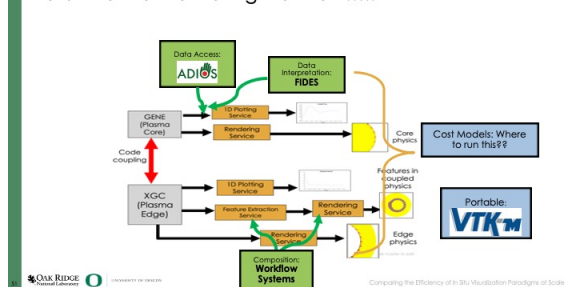 Data Access:
ADIOS
Data
Interpretation:
FIDES
GENE
(Plasma
Core)
1D Plotting
Service
Rendering
Service
Core
physics
Cost Models: Where
to run this??
Code
coupling
Features in
coupled
physics
XGC
(Plasma
Edge)
1D Plotting
Service
Feature Extraction
Service
Rendering
Service
Portable:
VTK-m
Rendering
Service
Edge
physics
Composition:
Workflow
Systems
OAK RIDGE
National Laboratory
O
UNIVERSITY OF OREGON
Comparing the Efficiency of In Situ Visualization Paradigms at Scale